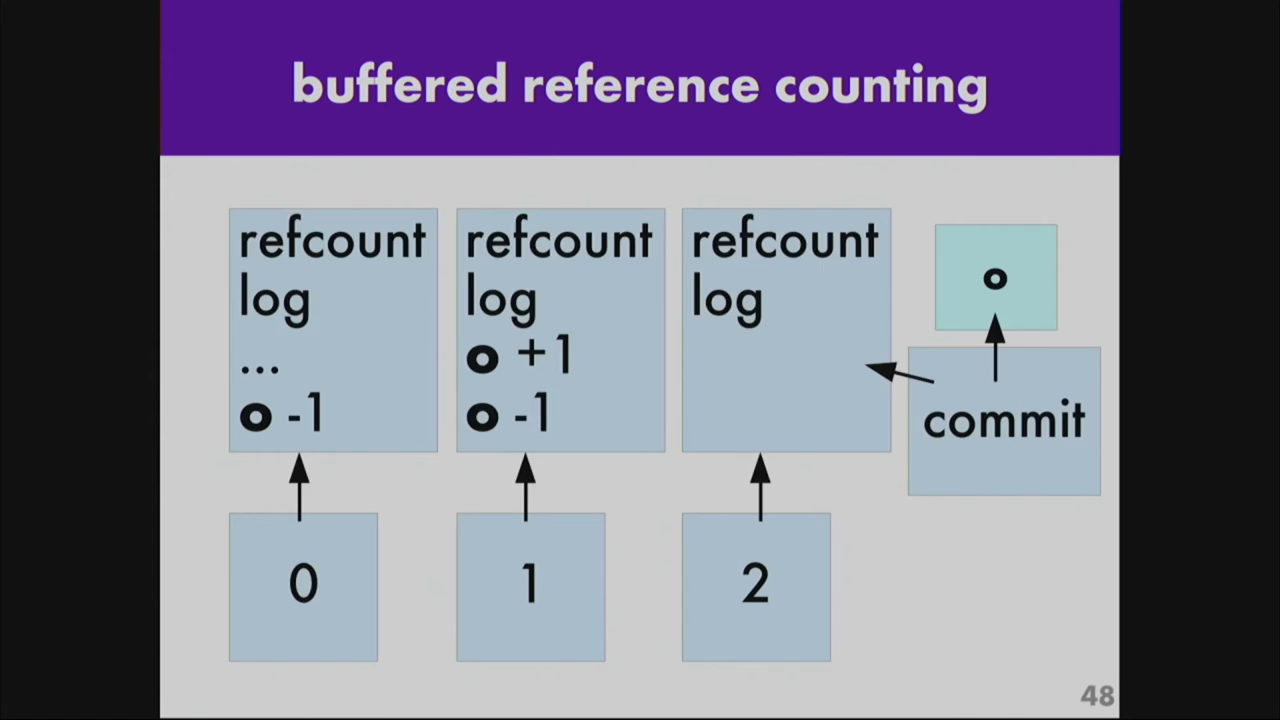 buffered reference counting
refcount
log
...
o -1
refcount
log
o +1
o -1
refcount
log
o
commit
0
1
2
48